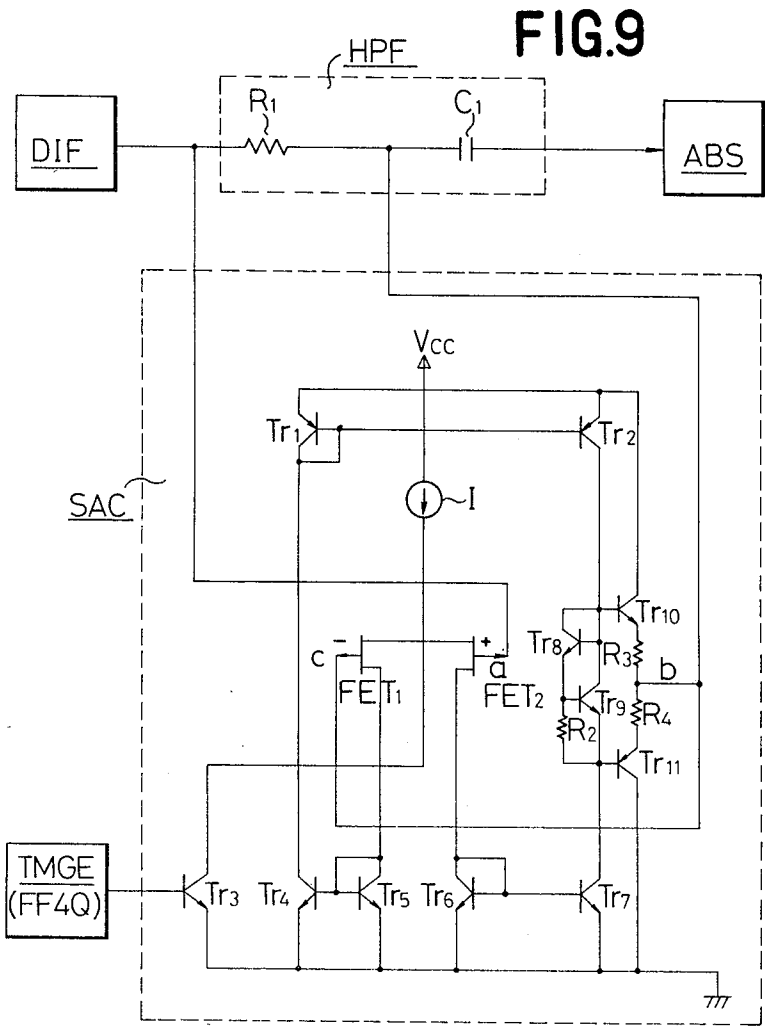 FIG.9
HPF
DIF
R1
C1
ABS
Vcc
Tr1
Tr2
SAC
I
Tr10
Tr8
R3
- +
c
a
b
FET1
FET2
Tr9
R4
R2
Tr11
TMGE
(FF4Q)
Tr3
Tr4
Tr5
Tr6
Tr7